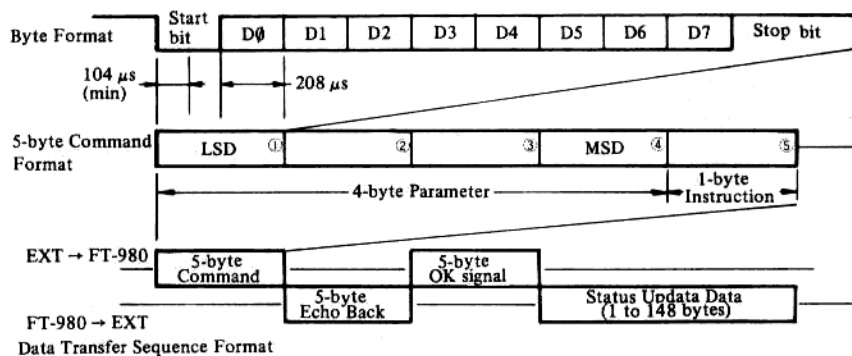 Byte Format
Start
bit
DØ D1 D2 D3 D4 D5 D6 D7 Stop bit
104 μs
(min)
208 μs
5-byte Command
Format
LSD ① ② ③ MSD ④ ⑤
4-byte Parameter
1-byte
Instruction
EXT → FT-980
5-byte
Command
5-byte
OK signal
5-byte
Echo Back
Status Updata Data
(1 to 148 bytes)
FT-980 → EXT
Data Transfer Sequence Format